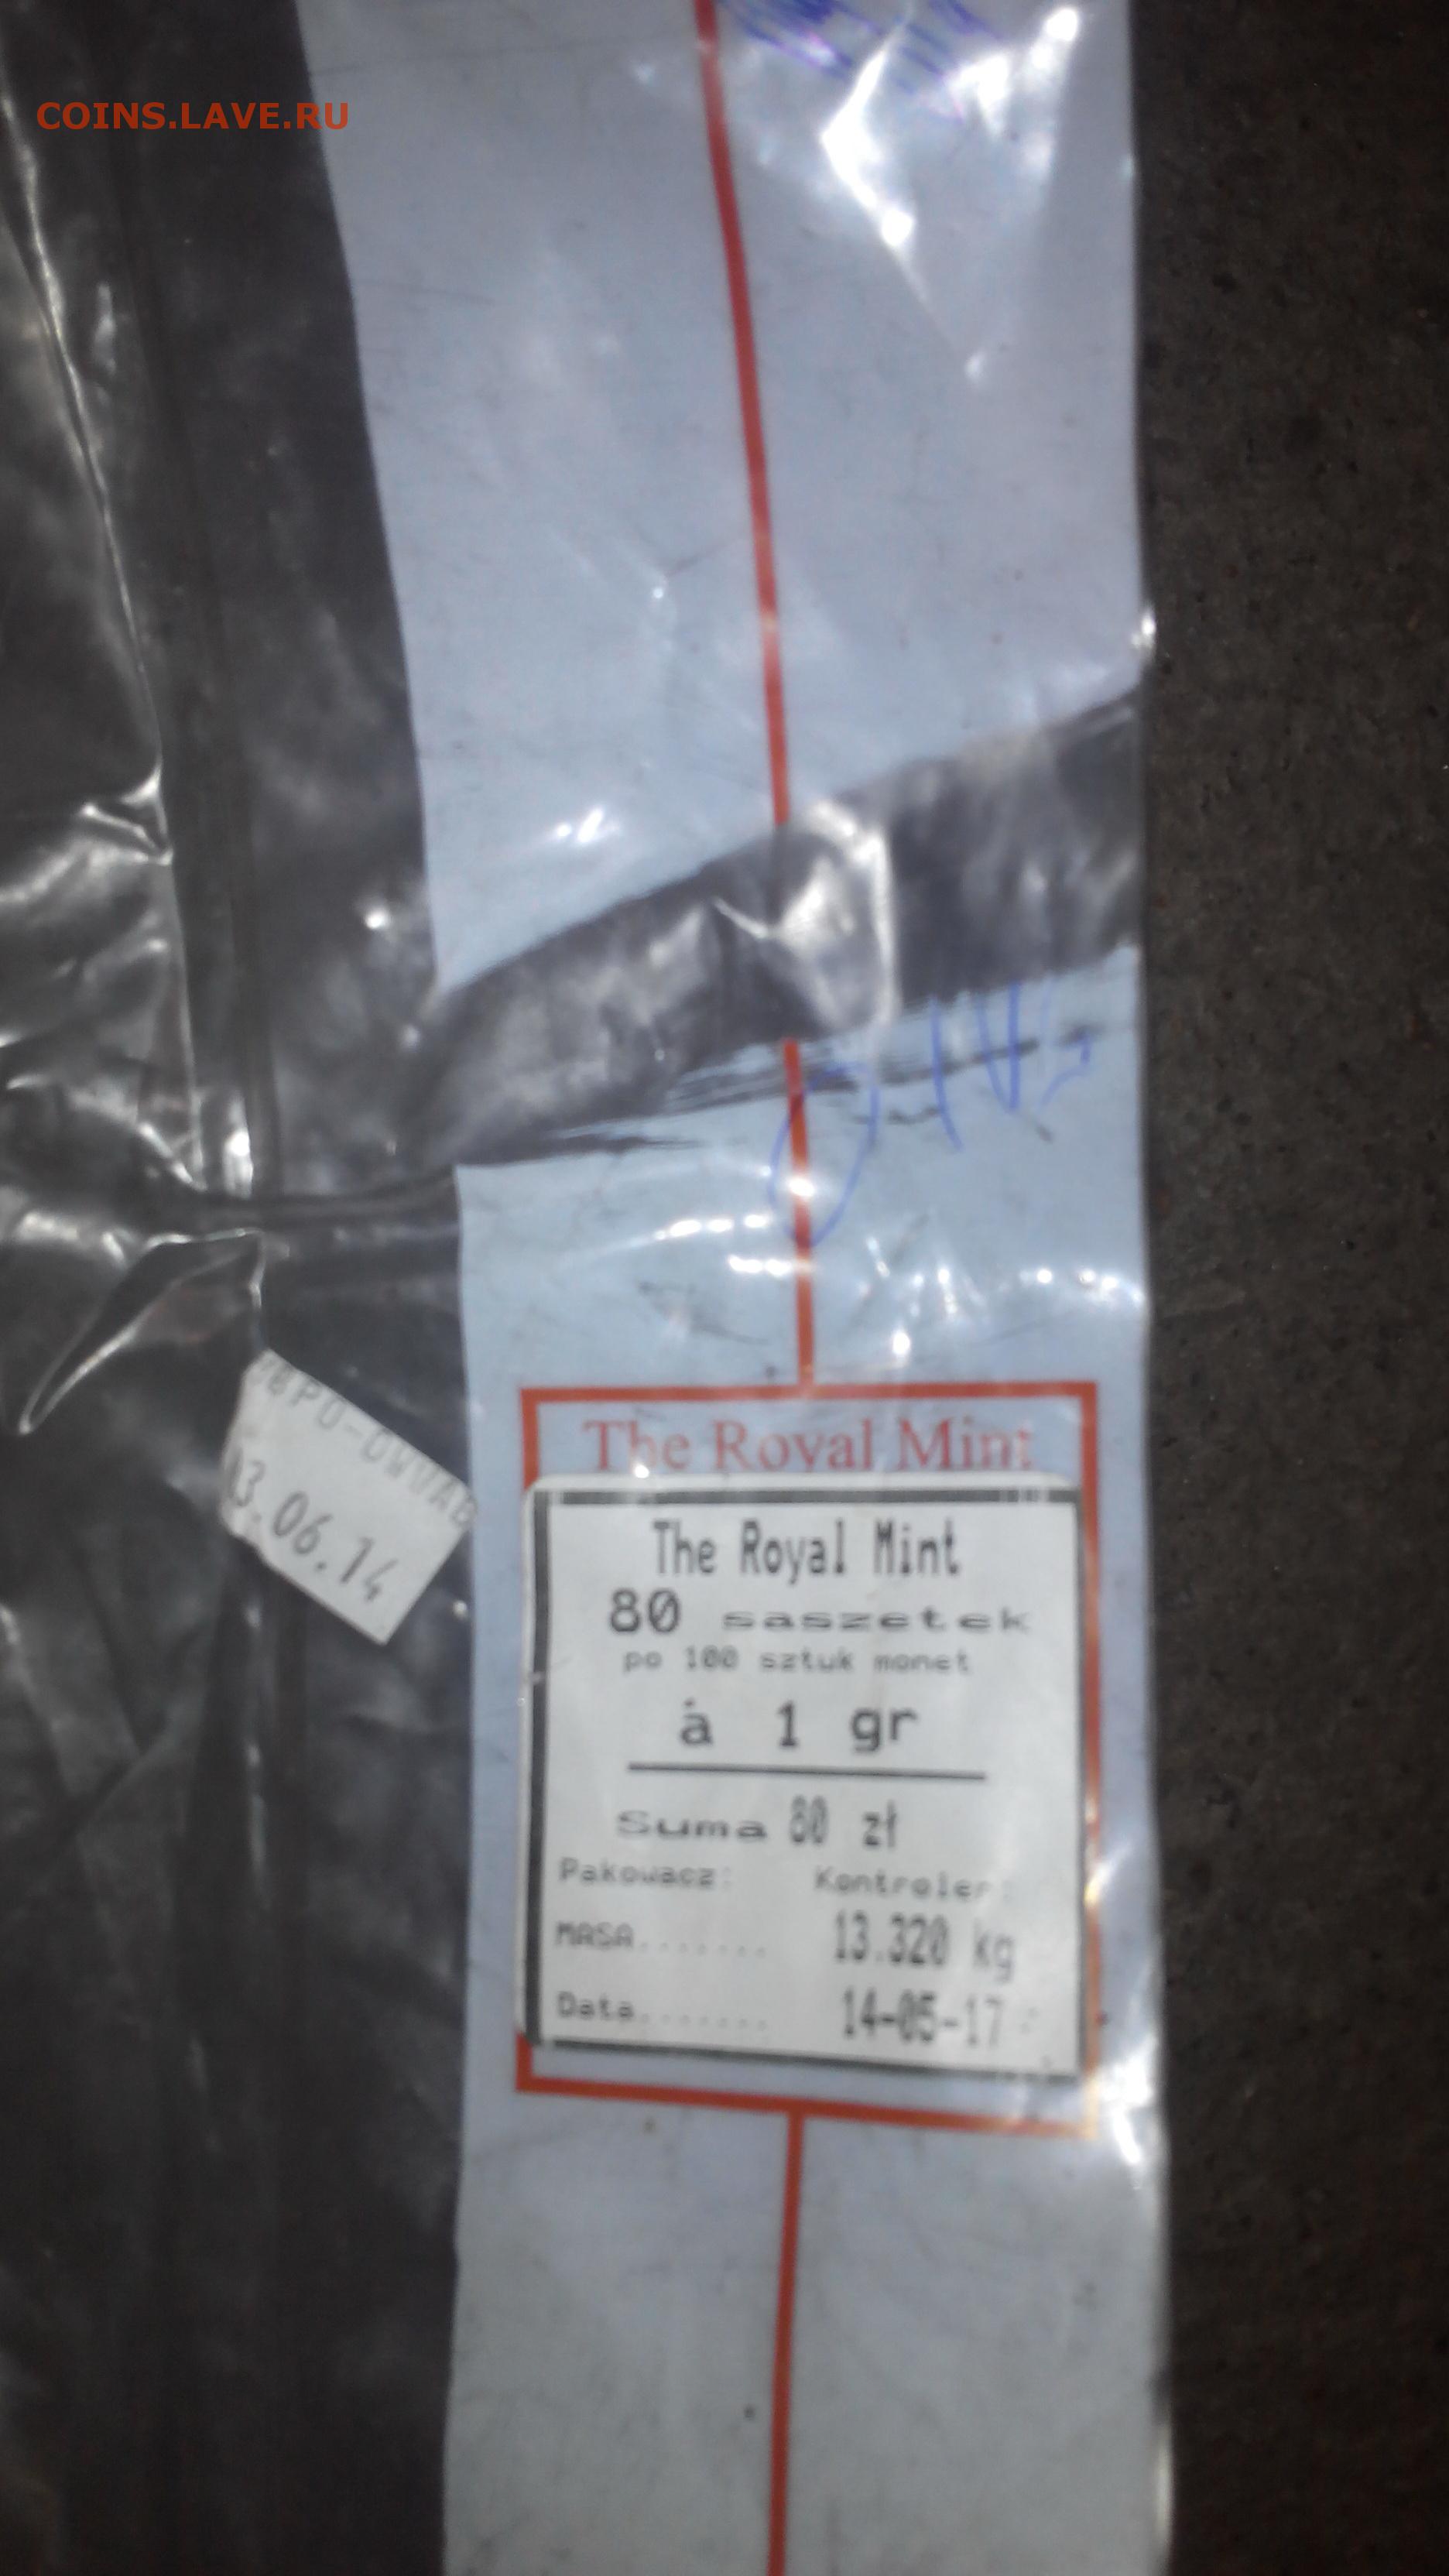 COINS.LAVE.RU
03.06.14
The Royal Mint
The Royal Mint
80 saszetek
po 100 sztuk monet
á 1 gr
Suma 80 zł
Pakowacz: Kontroler:
MASA....... 13.320 kg
Data....... 14-05-17